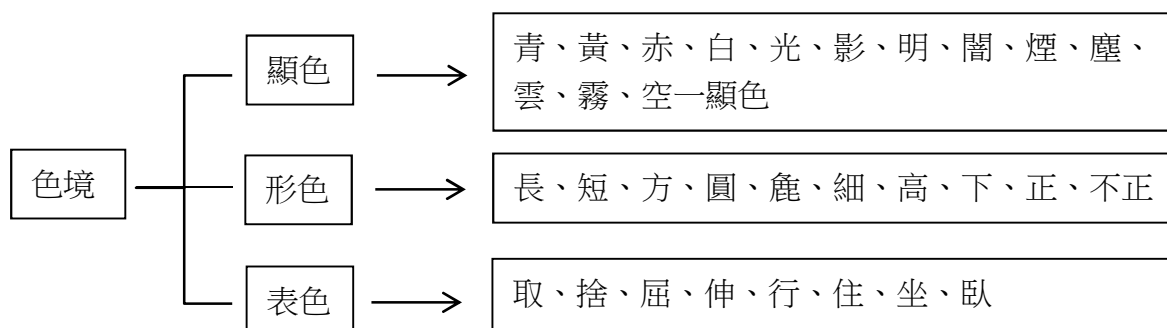 色境
顯色
青、黃、赤、白、光、影、明、闇、煙、塵、
雲、霧、空一顯色
形色
長、短、方、圓、麁、細、高、下、正、不正
表色
取、捨、屈、伸、行、住、坐、臥